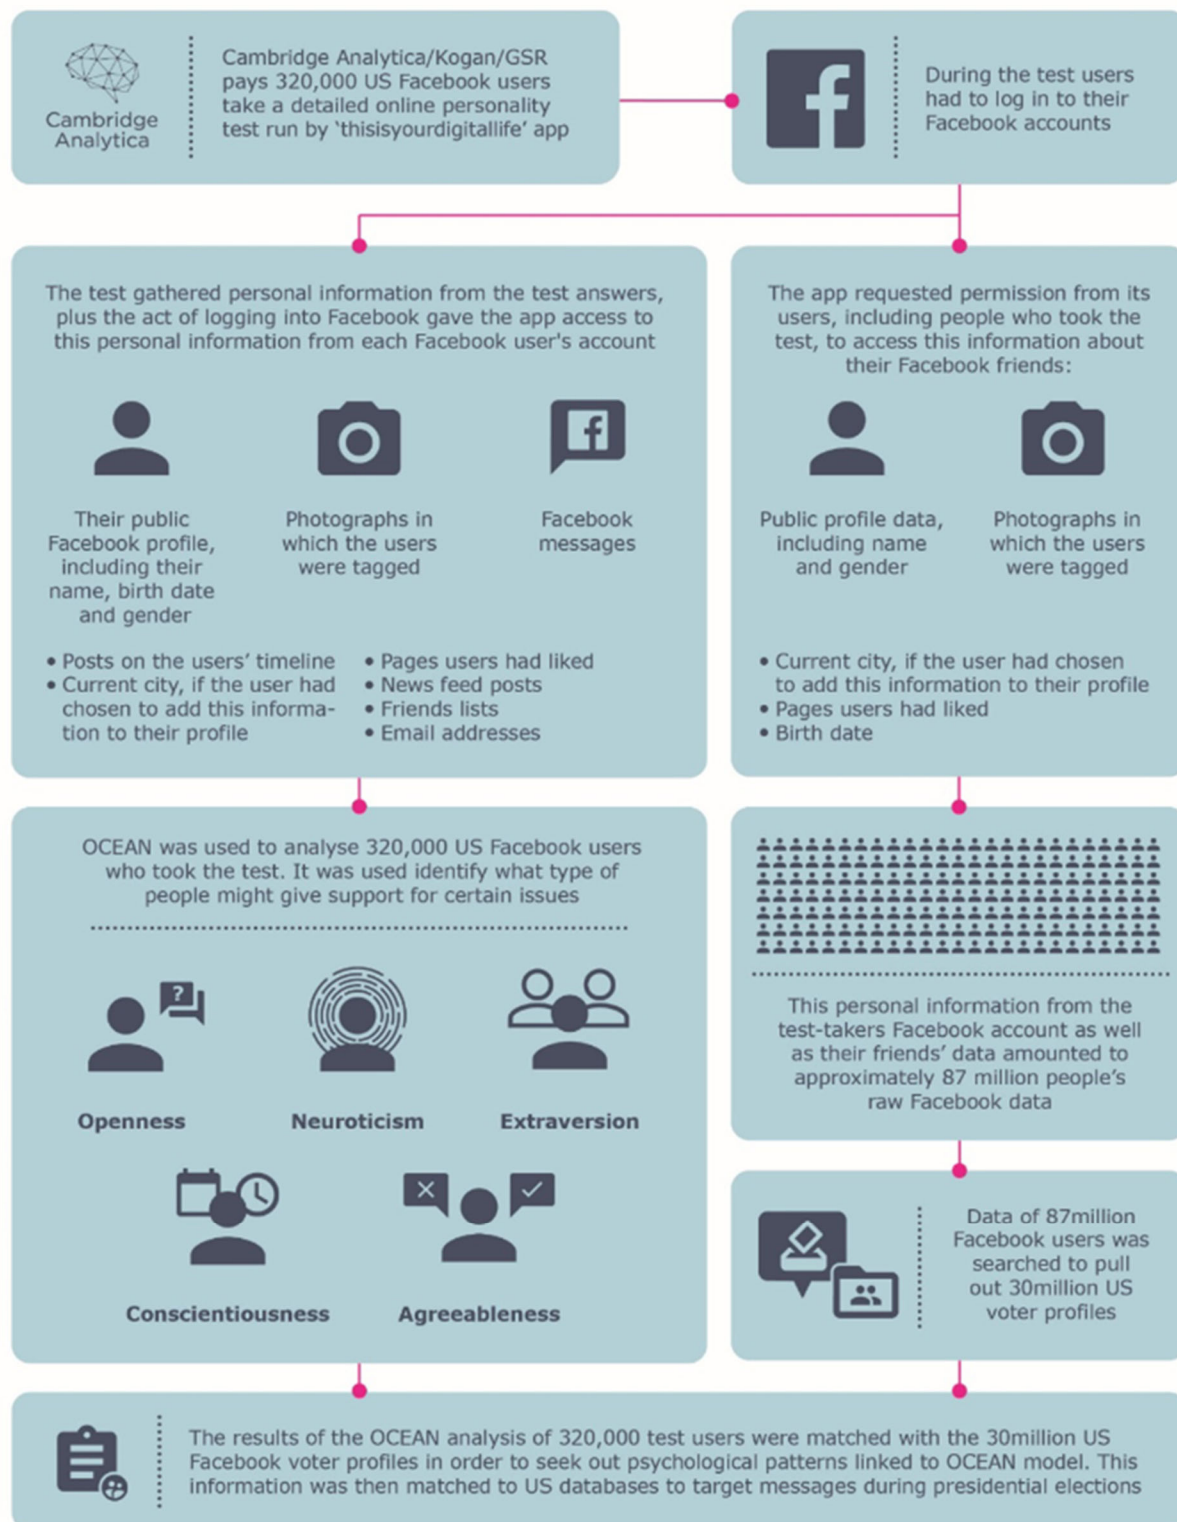 Cambridge
Analytica
Cambridge Analytica/Kogan/GSR
pays 320,000 US Facebook users
take a detailed online personality
test run by ‘thisisyourdigitallife’ app
During the test users
had to log in to their
Facebook accounts
The test gathered personal information from the test answers,
plus the act of logging into Facebook gave the app access to
this personal information from each Facebook user's account
Their public
Facebook profile,
including their
name, birth date
and gender
Photographs in
which the users
were tagged
Facebook
messages
• Posts on the users’ timeline
• Current city, if the user had
chosen to add this informa-
tion to their profile
• Pages users had liked
• News feed posts
• Friends lists
• Email addresses
The app requested permission from its
users, including people who took the
test, to access this information about
their Facebook friends:
Public profile data,
including name
and gender
Photographs in
which the users
were tagged
• Current city, if the user had chosen
to add this information to their profile
• Pages users had liked
• Birth date
OCEAN was used to analyse 320,000 US Facebook users
who took the test. It was used identify what type of
people might give support for certain issues
?
Openness
Neuroticism
Extraversion
Conscientiousness
Agreeableness
This personal information from the
test-takers Facebook account as well
as their friends’ data amounted to
approximately 87 million people’s
raw Facebook data
Data of 87million
Facebook users was
searched to pull
out 30million US
voter profiles
The results of the OCEAN analysis of 320,000 test users were matched with the 30million US
Facebook voter profiles in order to seek out psychological patterns linked to OCEAN model. This
information was then matched to US databases to target messages during presidential elections